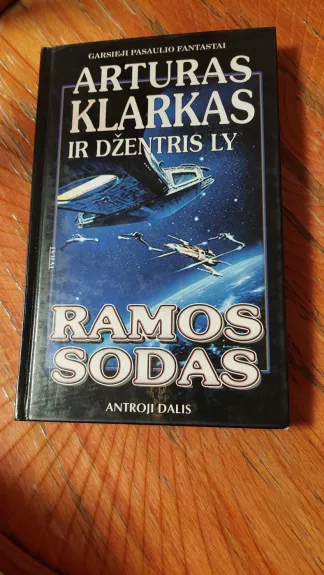 GARSIEJI PASAULIO FANTASTAI
ARTURAS
KLARKAS
IR DŽENTRIS LY
RAMOS
SODAS
ANTROJI DALIS